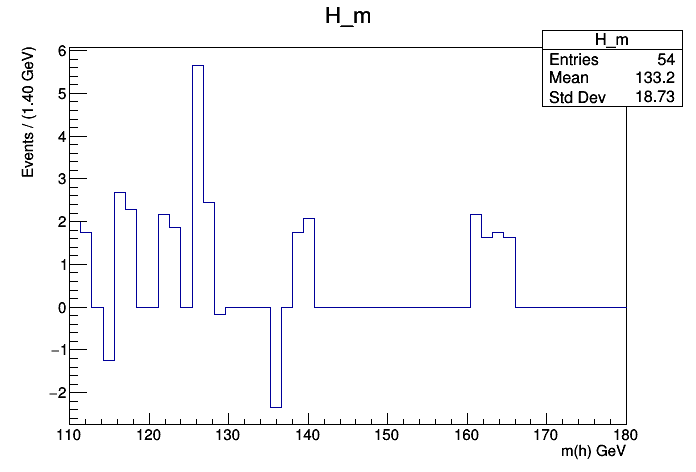 H_m
H_m
Entries 54
Mean 133.2
Std Dev 18.73
Events / (1.40 GeV)
6
5
4
3
2
1
0
−1
−2
110 120 130 140 150 160 170 180
m(h) GeV